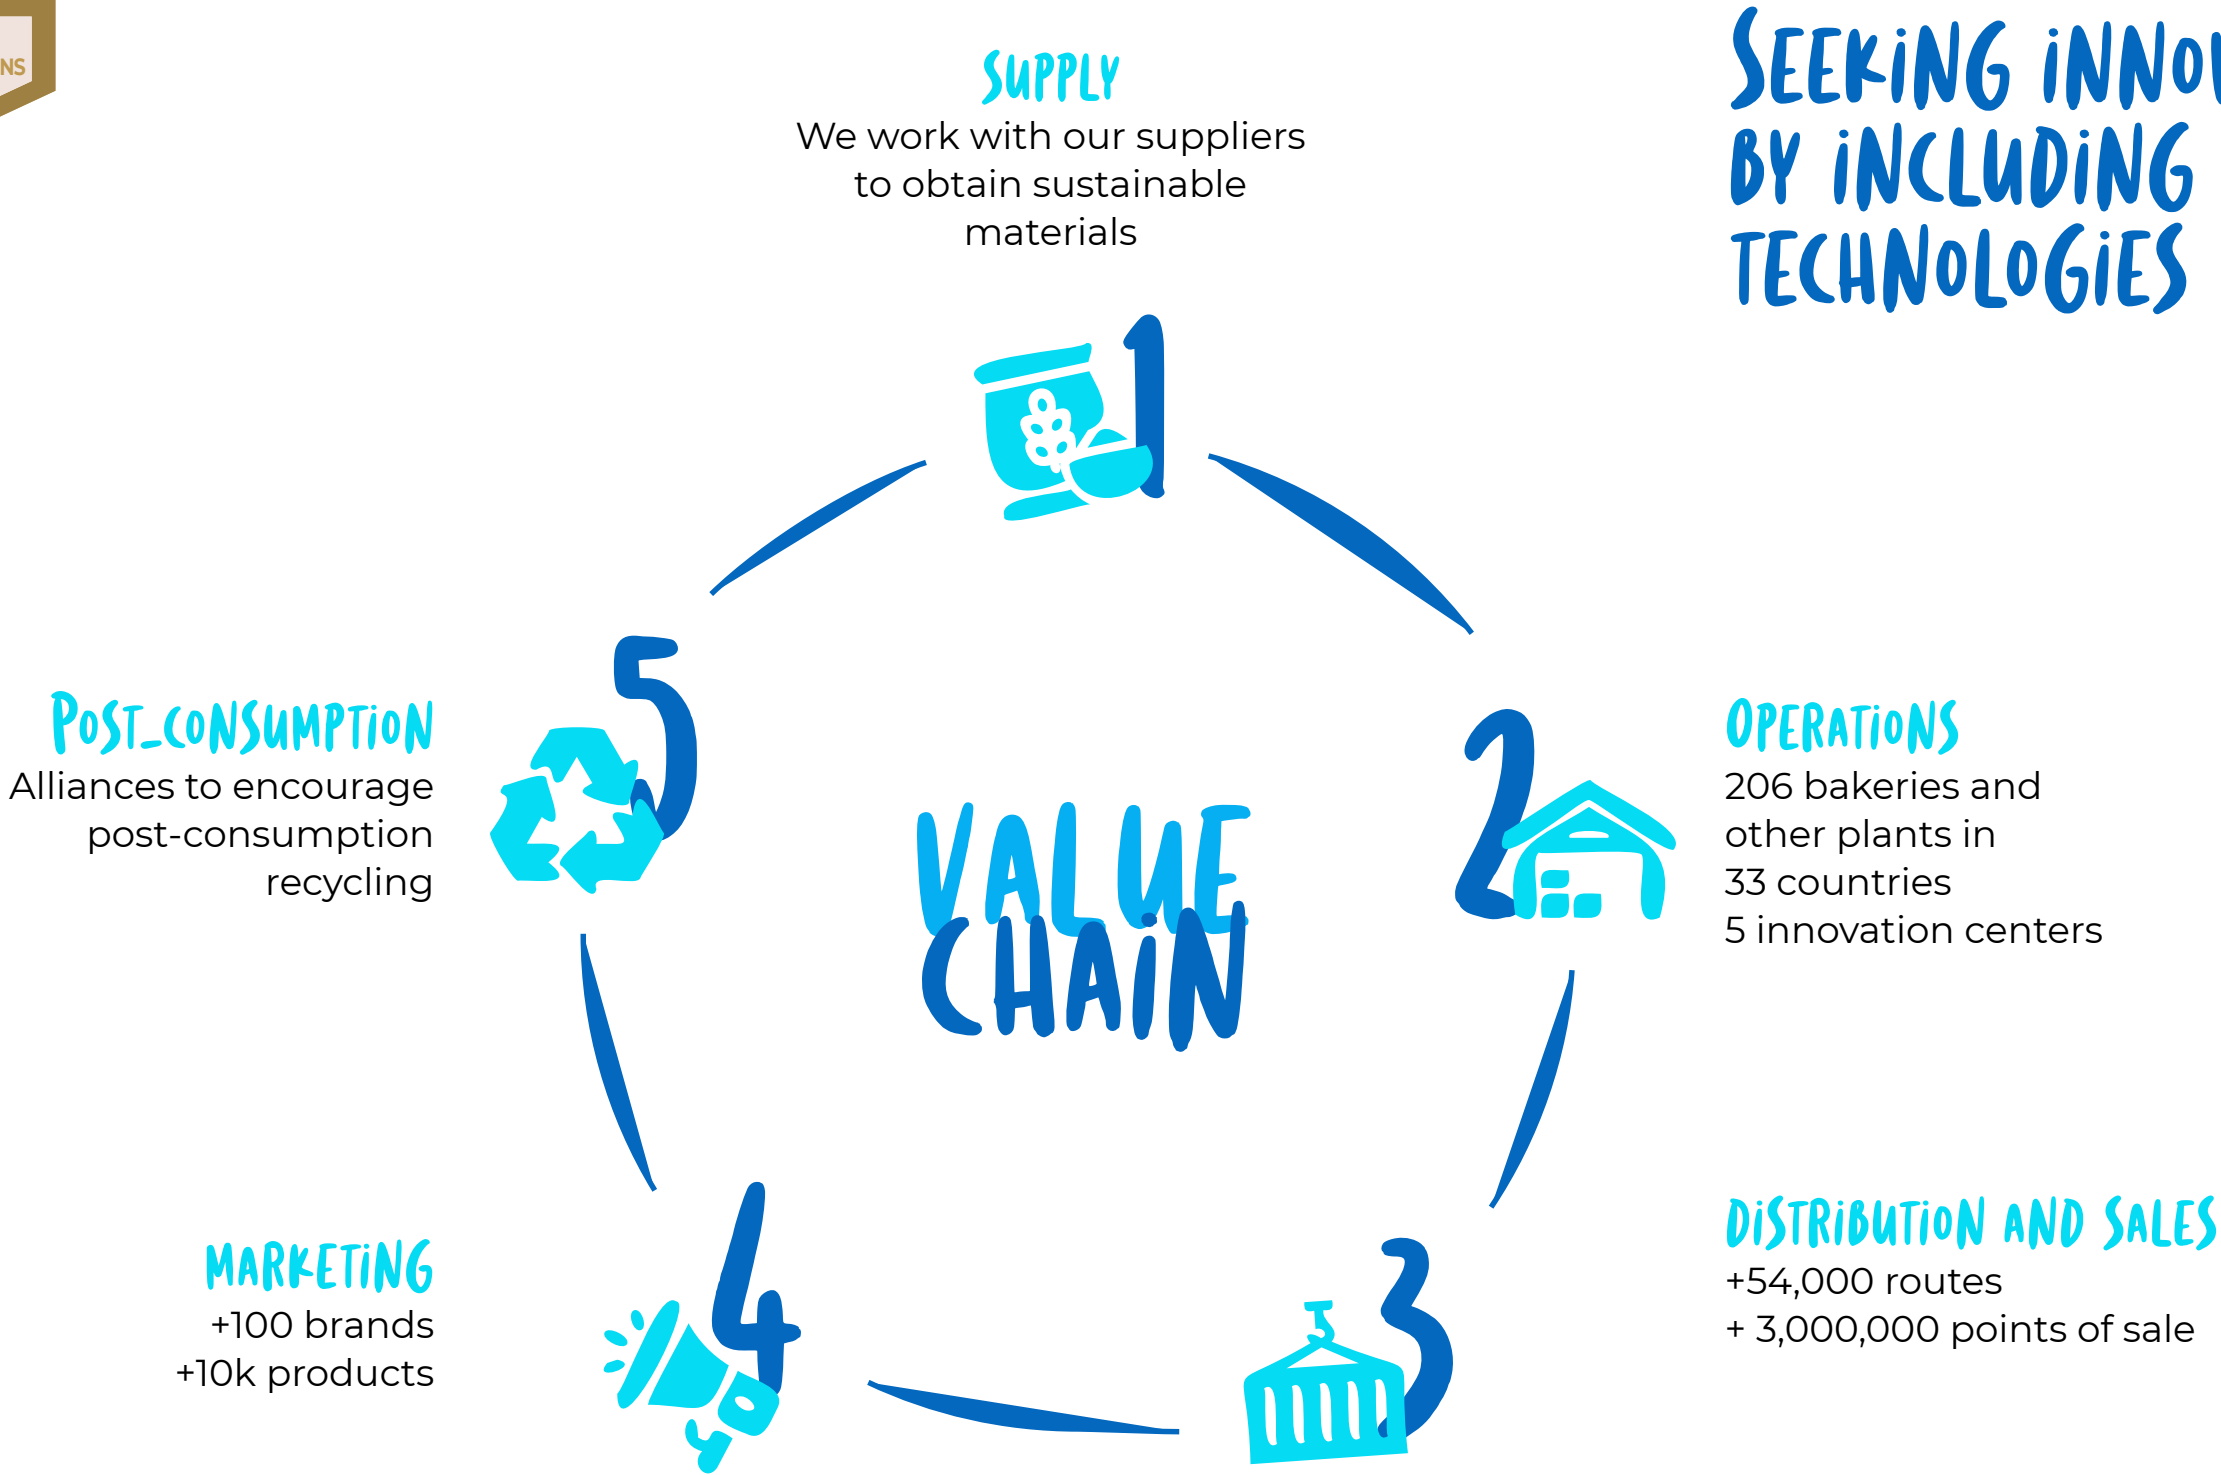 NS
SUPPLY
We work with our suppliers
to obtain sustainable
materials
SEEKING
BY INCLUDING
TECHNOLOGIES
1
5
POST_CONSUMPTION
Alliances to encourage
post-consumption
recycling
2
OPERATIONS
206 bakeries and
other plants in
33 countries
5 innovation centers
VALUE
CHAIN
4
MARKETING
+100 brands
+10k products
3
DISTRIBUTION AND SALES
+54,000 routes
+ 3,000,000 points of sale